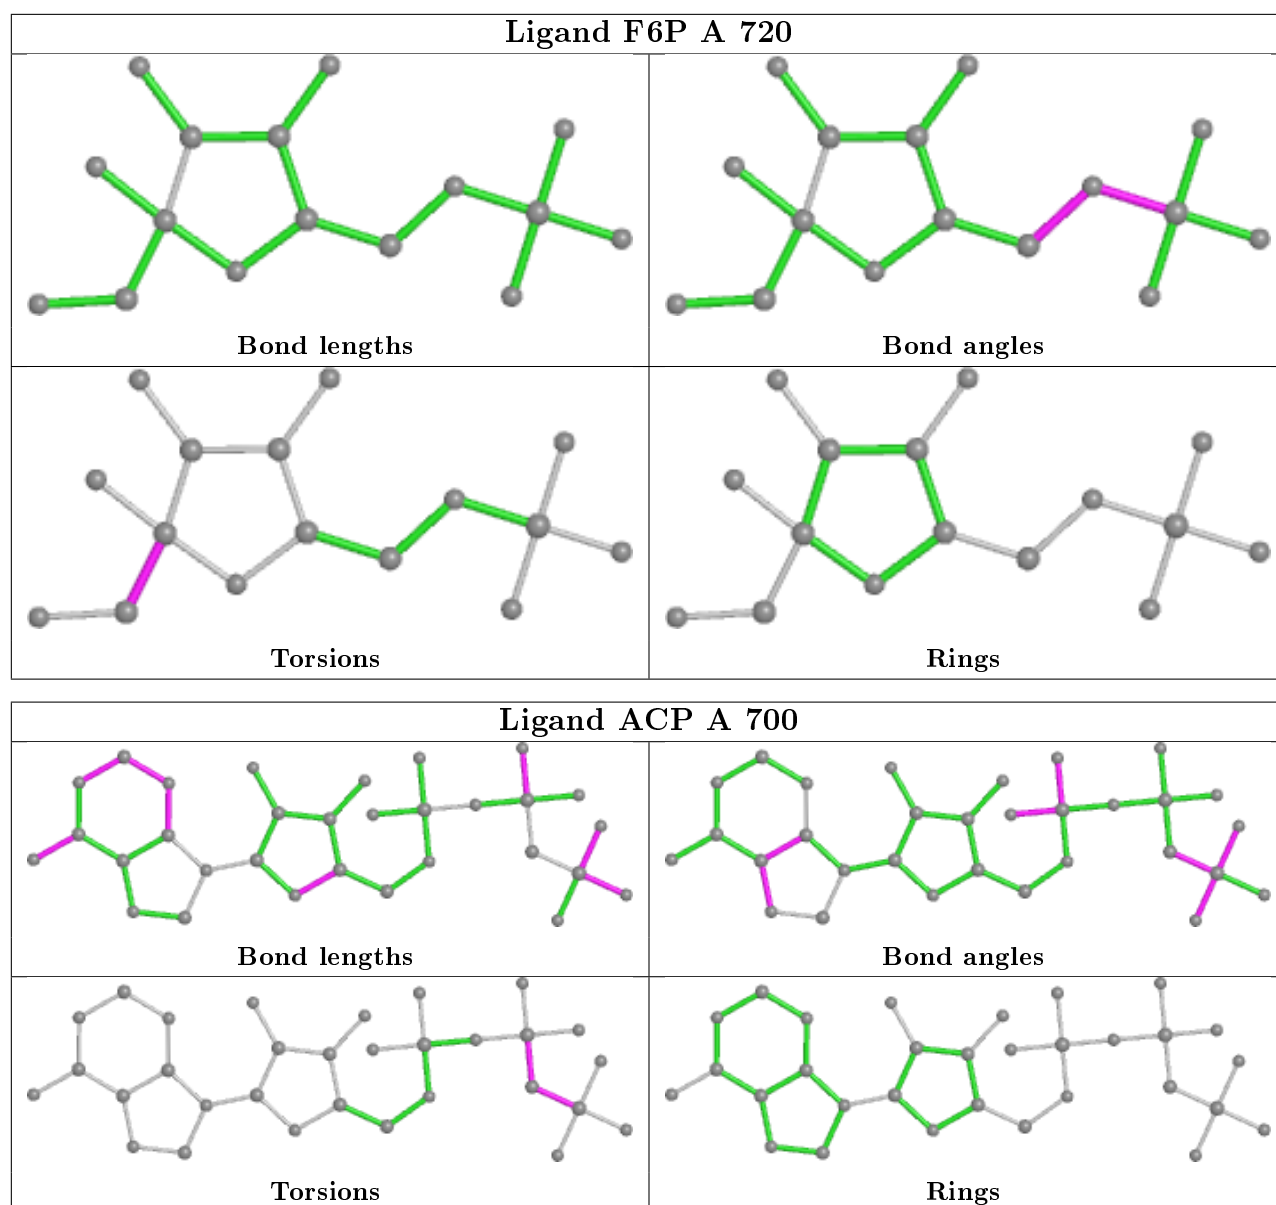 Ligand F6P A 720
Bond lengths
Bond angles
Torsions
Rings
Ligand ACP A 700
Bond lengths
Bond angles
Torsions
Rings